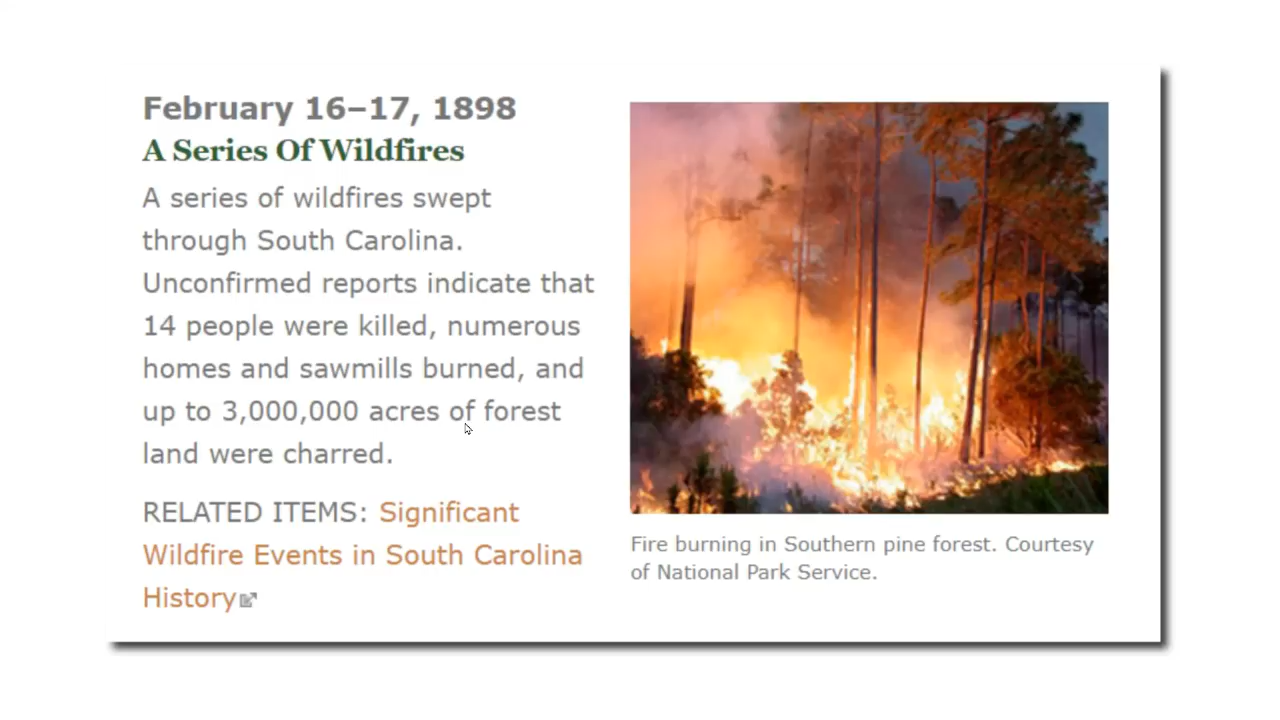 February 16–17, 1898
A Series Of Wildfires
A series of wildfires swept
through South Carolina.
Unconfirmed reports indicate that
14 people were killed, numerous
homes and sawmills burned, and
up to 3,000,000 acres of forest
land were charred.
RELATED ITEMS: Significant
Wildfire Events in South Carolina
History
Fire burning in Southern pine forest. Courtesy
of National Park Service.